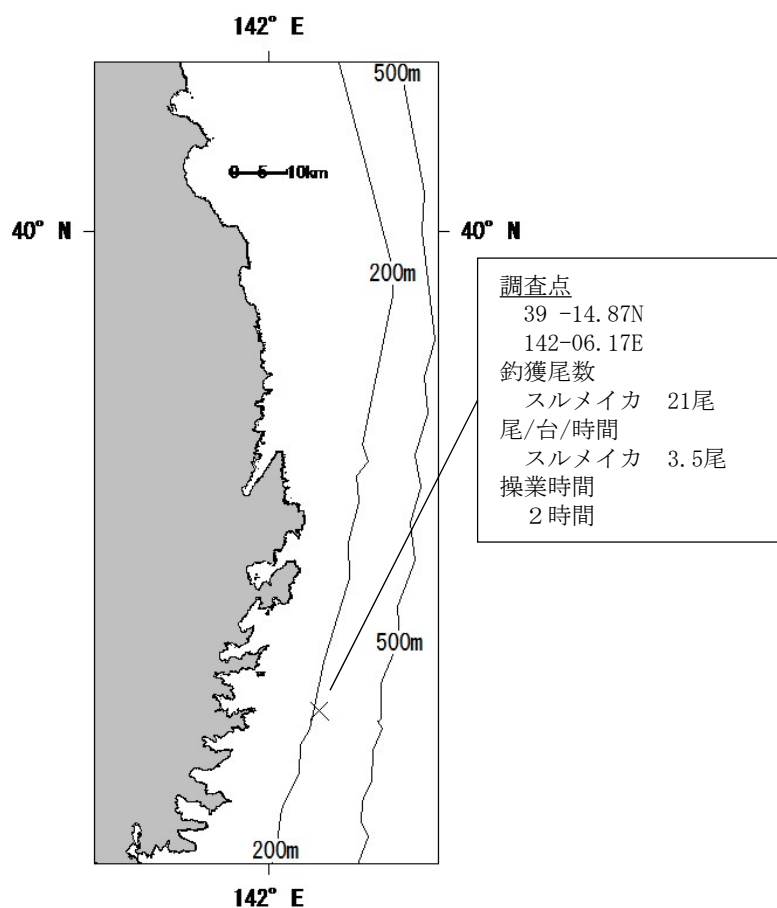 142° E
500m
0 5 10km
40° N
40° N
200m
調査点
39 -14.87N
142-06.17E
釣獲尾数
スルメイカ 21尾
尾/台/時間
スルメイカ 3.5尾
操業時間
２時間
500m
200m
142° E